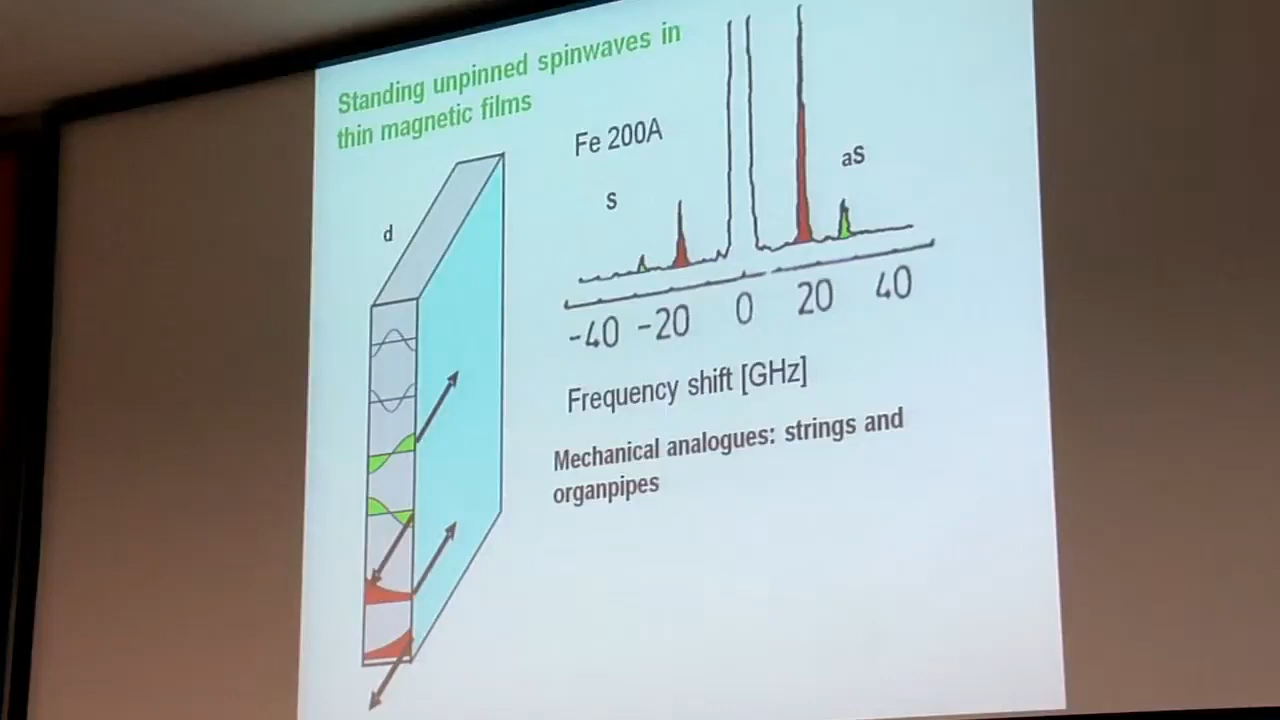 Standing unpinned spinwaves in
thin magnetic films
Fe 200A
aS
S
d
-40 -20 0 20 40
Frequency shift [GHz]
Mechanical analogues: strings and
organpipes